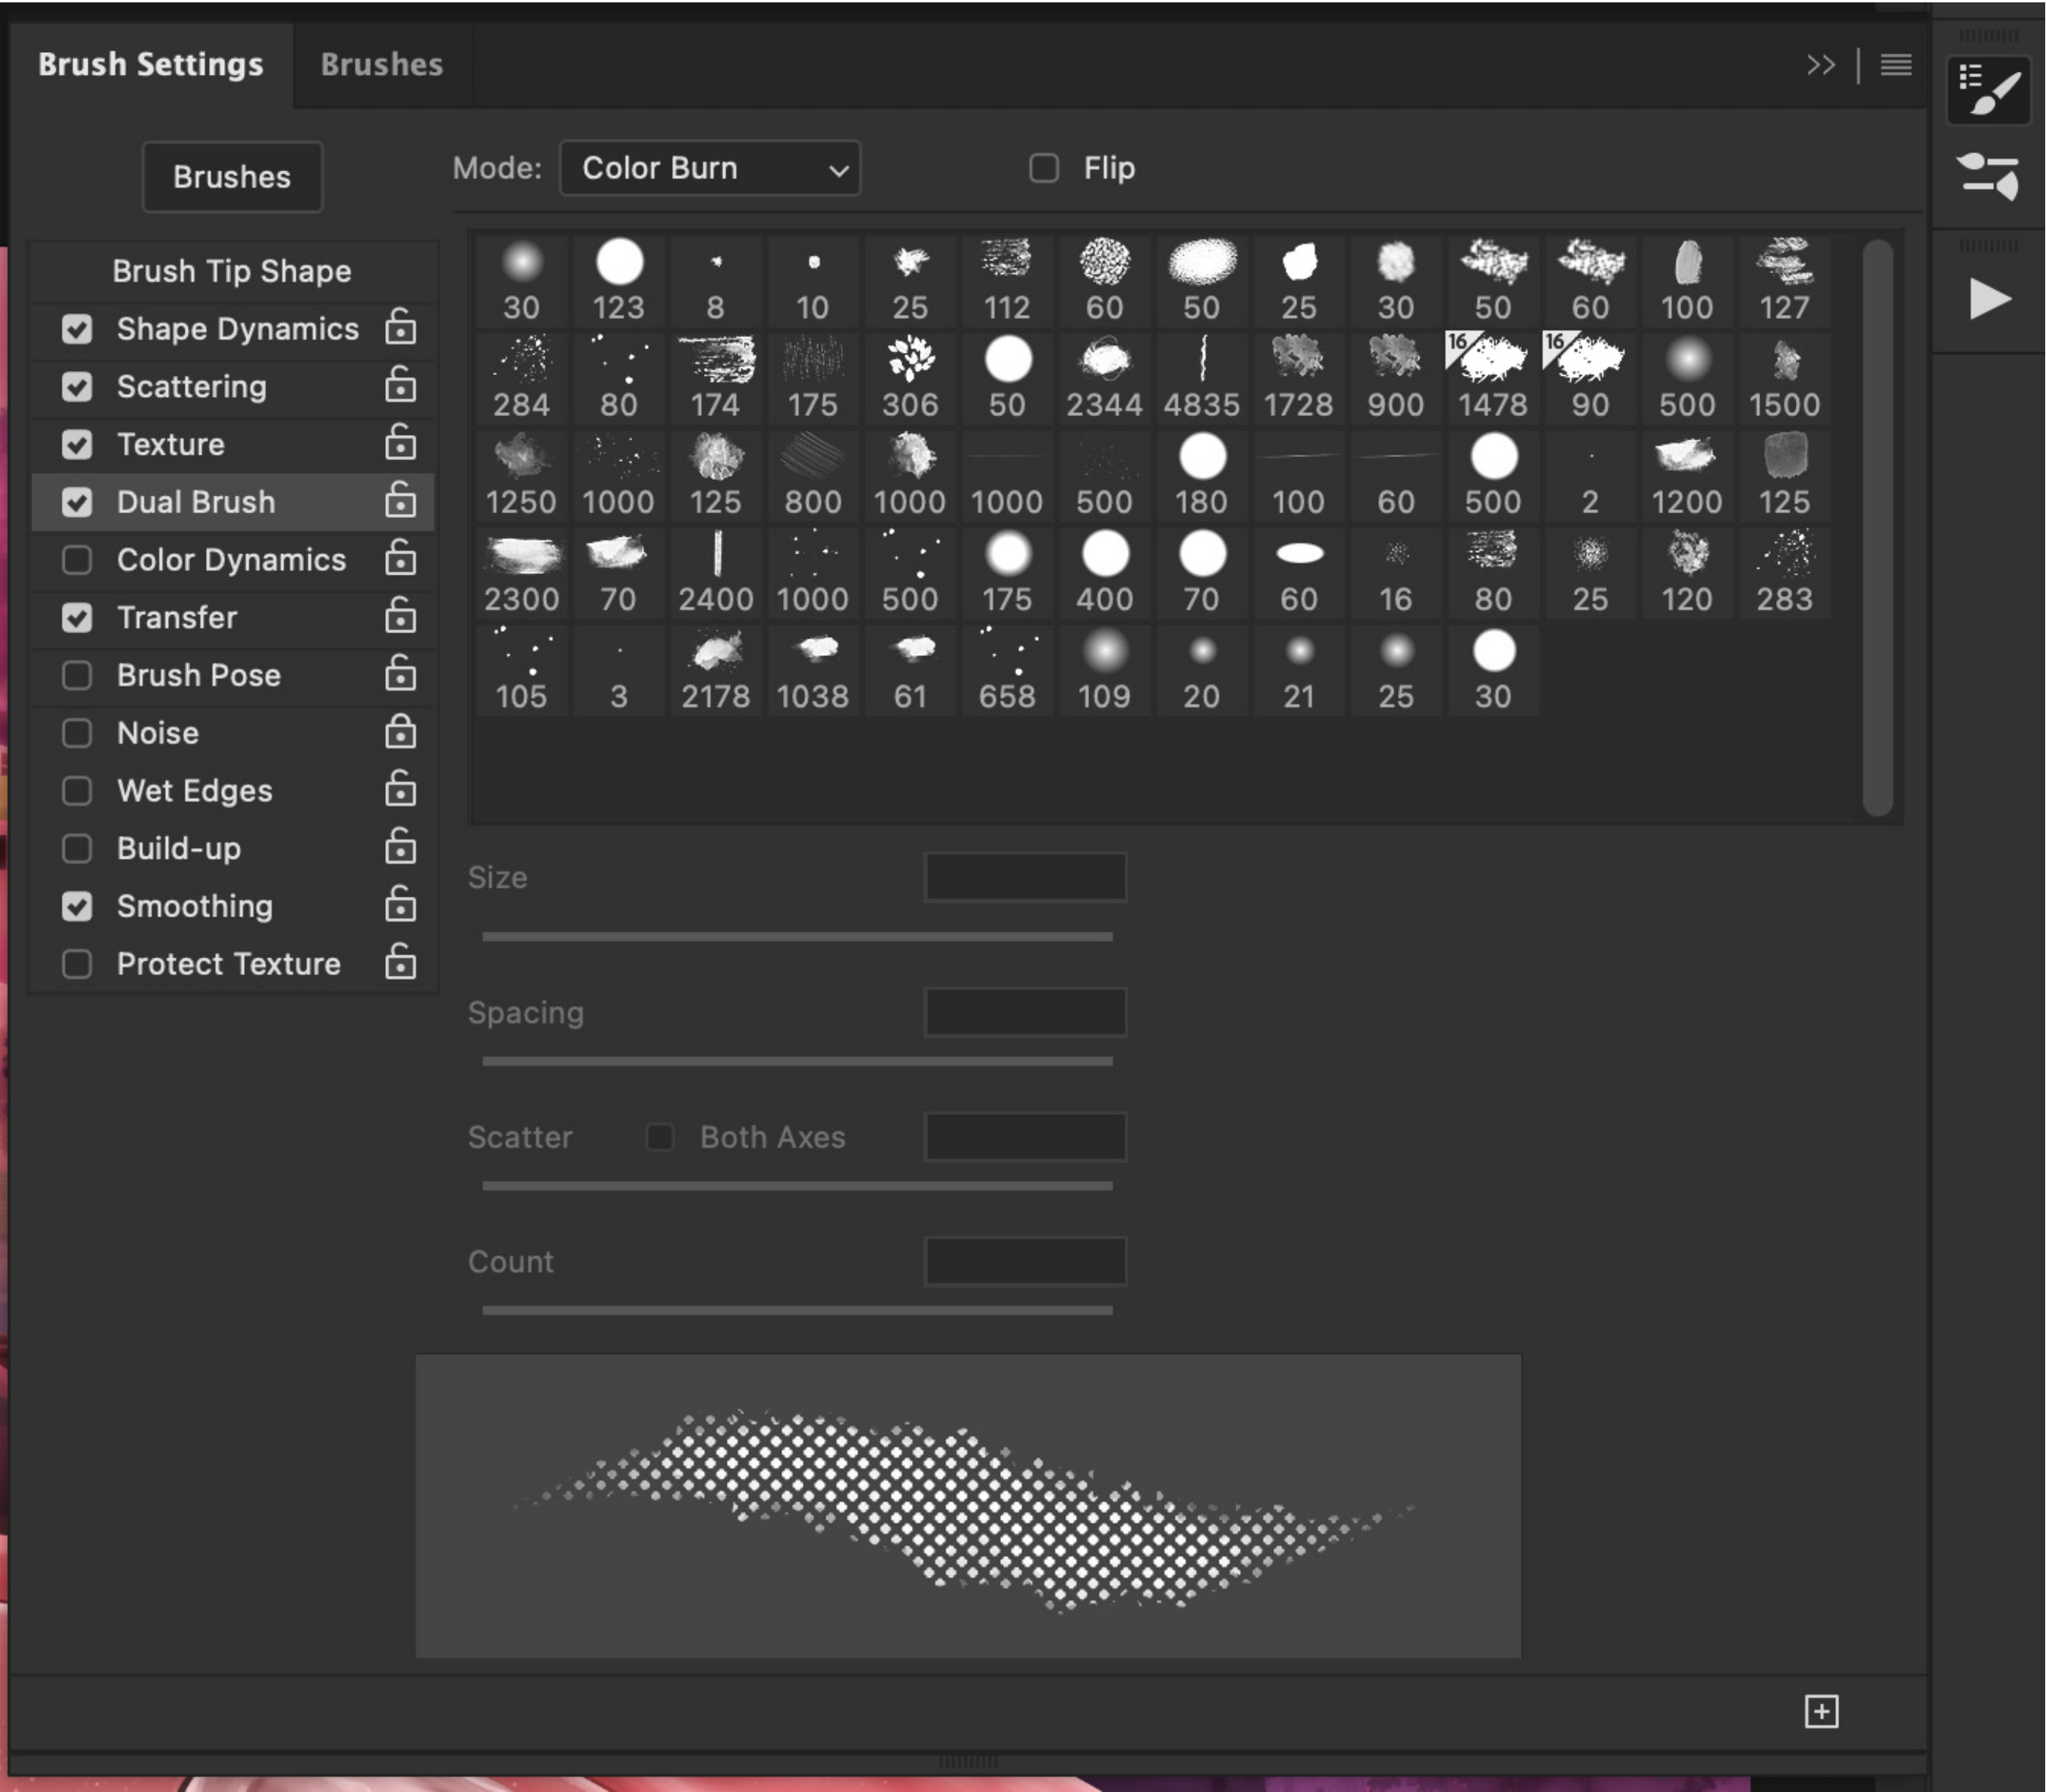 Brush Settings Brushes
Brushes Mode: Color Burn Flip
Brush Tip Shape
Shape Dynamics
Scattering
Texture
Dual Brush
Color Dynamics
Transfer
Brush Pose
Noise
Wet Edges
Build-up
Smoothing
Protect Texture
30 123 8 10 25 112 60 50 25 30 50 60 100 127
16 16
284 80 174 175 306 50 2344 4835 1728 900 1478 90 500 1500
1250 1000 125 800 1000 1000 500 180 100 60 500 2 1200 125
2300 70 2400 1000 500 175 400 70 60 16 80 25 120 283
105 3 2178 1038 61 658 109 20 21 25 30
Size
Spacing
Scatter Both Axes
Count